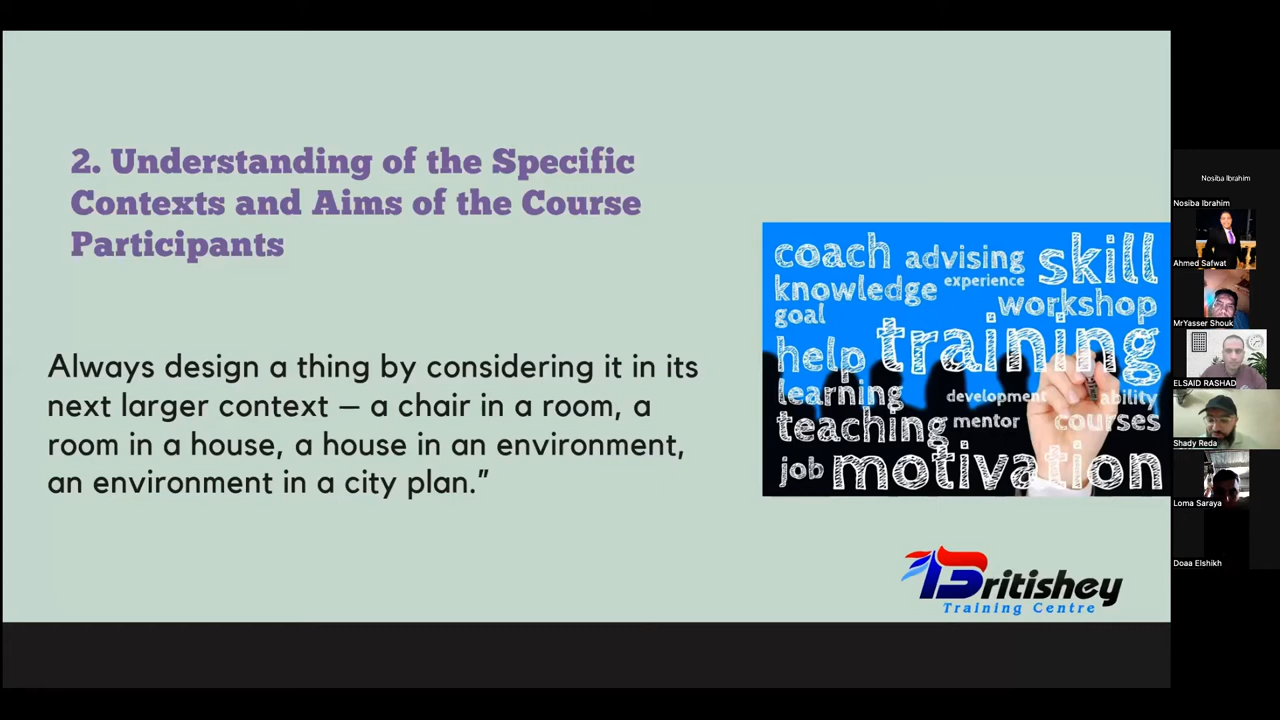 2. Understanding of the Specific
Contexts and Aims of the Course
Participants
Always design a thing by considering it in its
next larger context – a chair in a room, a
room in a house, a house in an environment,
an environment in a city plan.”
coach advising skill
knowledge experience
goal workshop
help training
learning development ability
teaching mentor courses
job motivation
Britishey
Training Centre
Nosiba Ibrahim
Nosiba Ibrahim
Ahmed Safwat
MrYasser Shouk
ELSAID RASHAD
Shady Reda
Loma Saraya
Doaa Elshikh